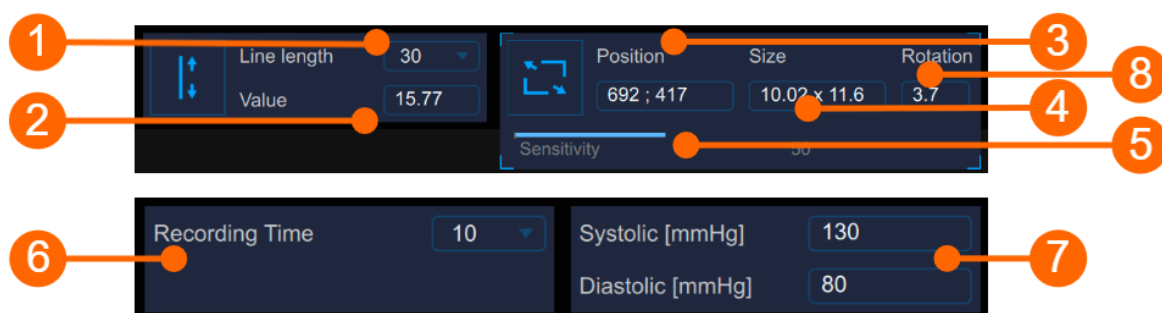 1
Line length 30
2
Value 15.77
3
Position Size Rotation
8
692 ; 417 10.02 x 11.6 3.7
4
5
Sensitivity 50
6
Recording Time 10
7
Systolic [mmHg] 130
Diastolic [mmHg] 80